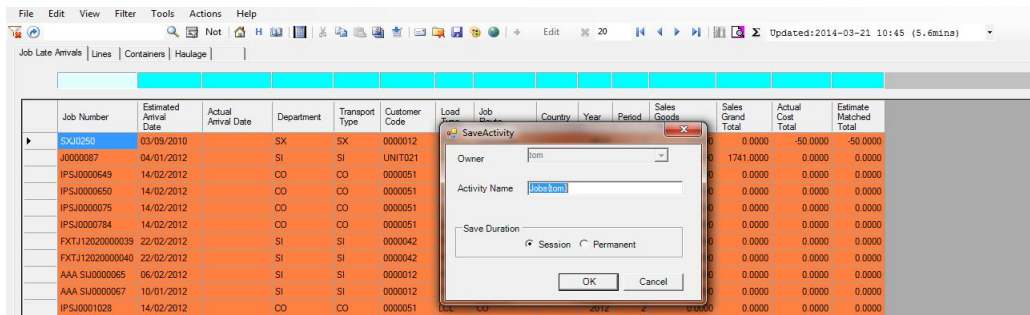 File Edit View Filter Tools Actions Help
Not H Edit 20 Σ Updated:2014-03-21 10:45 (5.6mins)
Job Late Arrivals Lines Containers Haulage
Job Number Estimated Arrival Date Actual Arrival Date Department Transport Type Customer Code Load Job Country Year Period Sales Goods Sales Grand Total Actual Cost Total Estimate Matched Total
SaveActivity
Owner tom
Activity Name Jobs(tom)
Save Duration
Session Permanent
OK Cancel
SXJ0250 03/09/2010 SX SX 0000012 0.0000 -50.0000 -50.0000
J0000087 04/01/2012 SI SI UNIT021 1741.0000 0.0000 0.0000
IPSJ0000649 14/02/2012 CO CO 0000051 0.0000 0.0000 0.0000
IPSJ0000650 14/02/2012 CO CO 0000051 0.0000 0.0000 0.0000
IPSJ0000075 14/02/2012 CO CO 0000051 0.0000 0.0000 0.0000
IPSJ0000784 14/02/2012 CO CO 0000051 0.0000 0.0000 0.0000
FXTJ12020000039 22/02/2012 SI SI 0000042 0.0000 0.0000 0.0000
FXTJ12020000040 22/02/2012 SI SI 0000042 0.0000 0.0000 0.0000
AAA SIJ0000065 06/02/2012 SI SI 0000012 0.0000 0.0000 0.0000
AAA SIJ0000067 10/01/2012 SI SI 0000012 0.0000 0.0000 0.0000
IPSJ0001028 14/02/2012 CO CO 0000051 LCL CO 2012 2 0.0000 0.0000 0.0000 0.0000